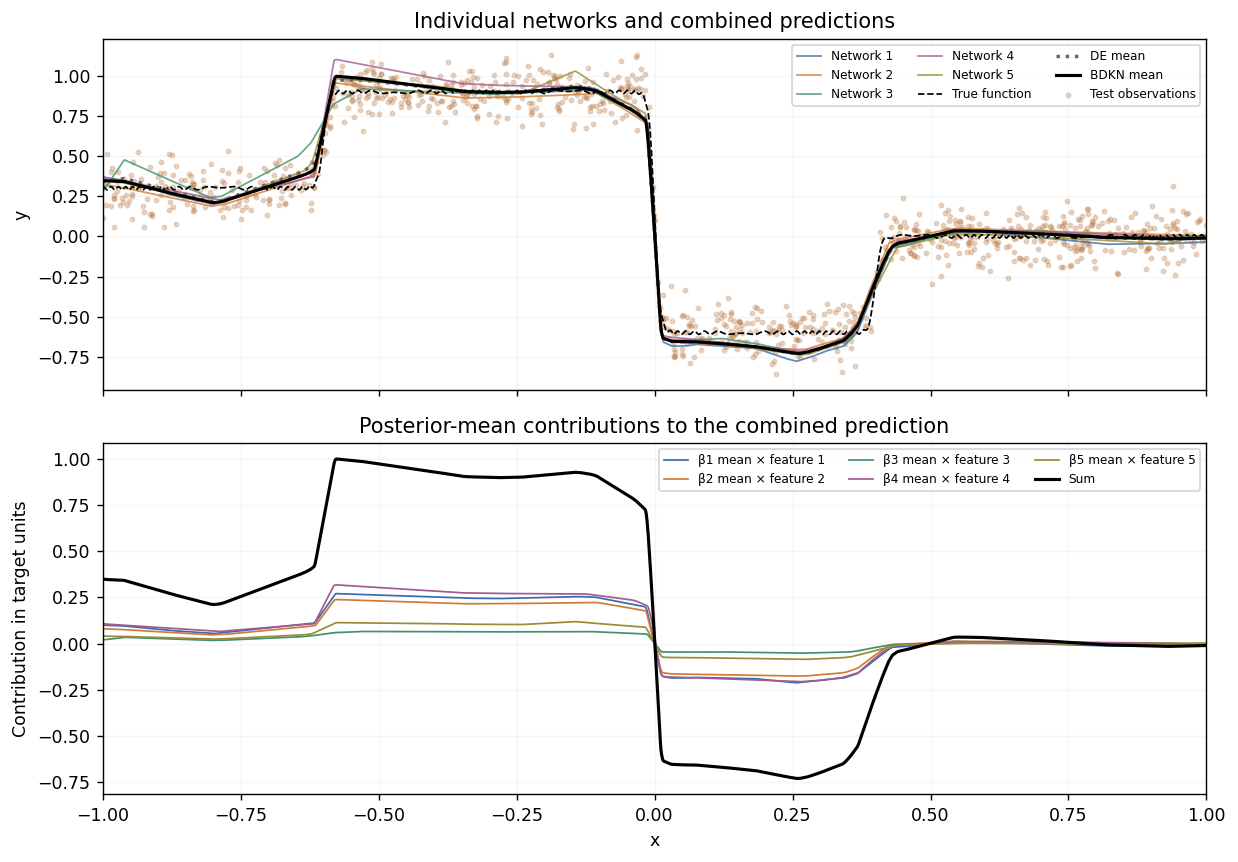 Individual networks and combined predictions
Network 1
Network 2
Network 3
Network 4
Network 5
True function
DE mean
BDKN mean
Test observations
1.00
0.75
0.50
0.25
0.00
−0.25
−0.50
−0.75
y
Posterior-mean contributions to the combined prediction
β1 mean × feature 1
β2 mean × feature 2
β3 mean × feature 3
β4 mean × feature 4
β5 mean × feature 5
Sum
1.00
0.75
0.50
0.25
0.00
−0.25
−0.50
−0.75
Contribution in target units
−1.00 −0.75 −0.50 −0.25 0.00 0.25 0.50 0.75 1.00
x